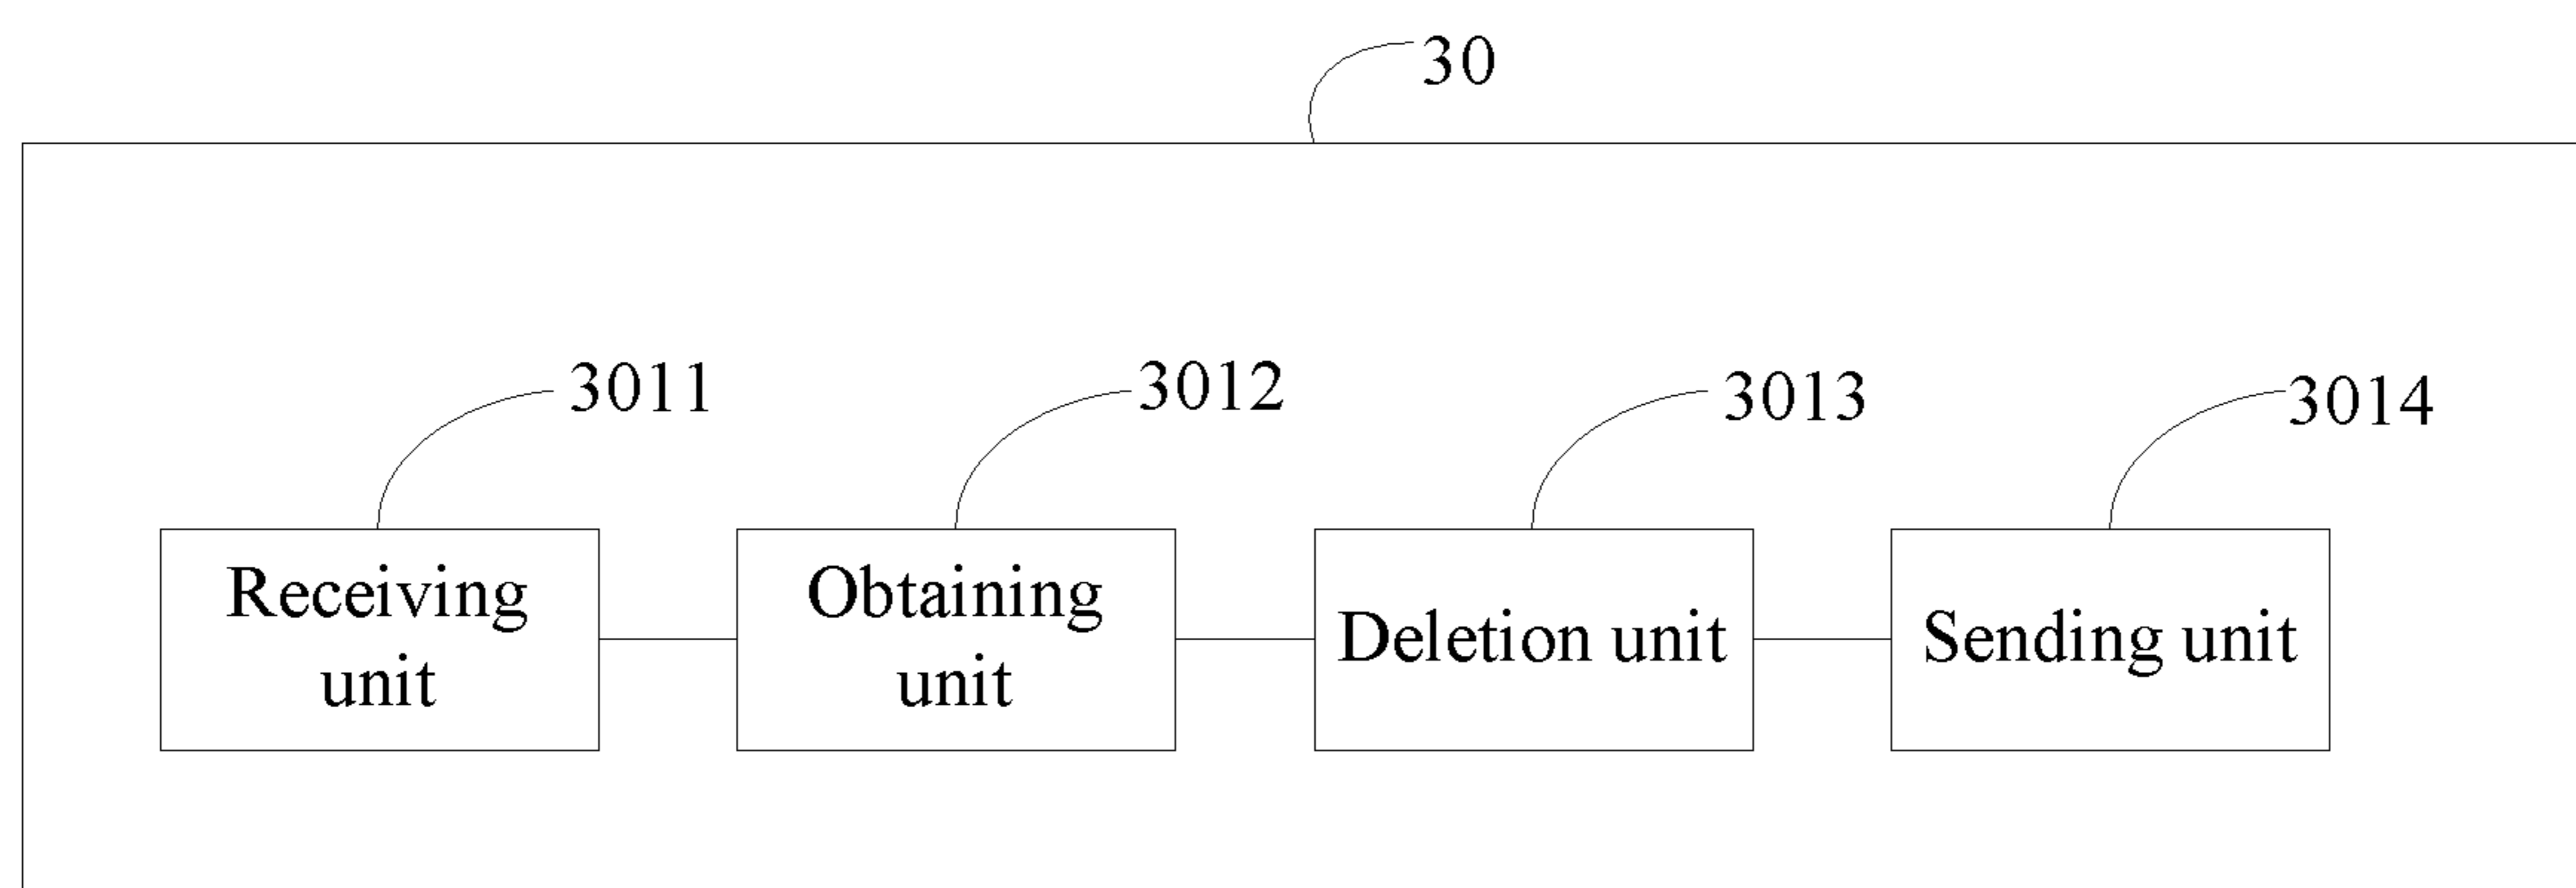 30
3011
3012
3013
3014
Receiving
unit
Obtaining
unit
Deletion unit
Sending unit